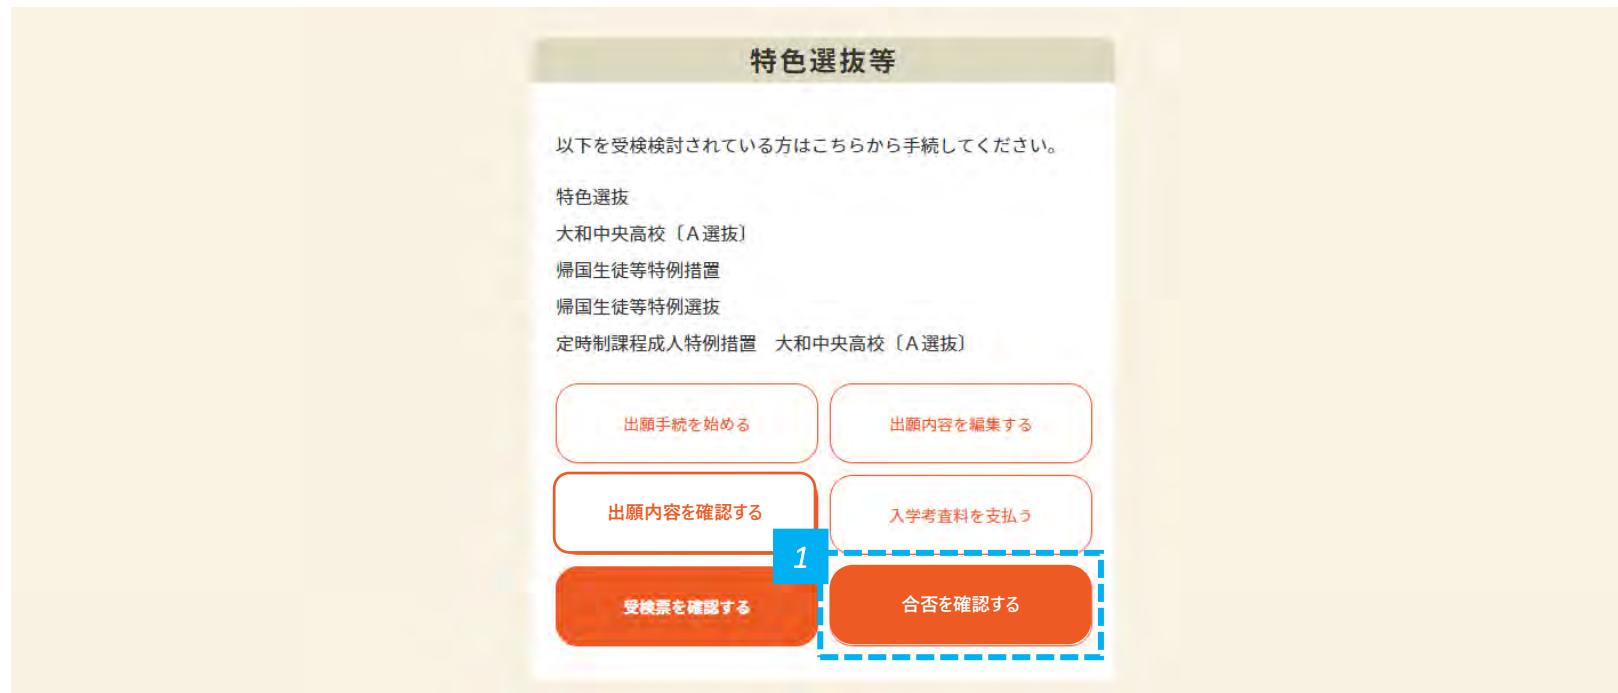 特色選抜等
以下を受検検討されている方はこちらから手続してください。
特色選抜
大和中央高校〔Ａ選抜〕
帰国生徒等特例措置
帰国生徒等特例選抜
定時制課程成人特例措置　大和中央高校〔Ａ選抜〕
出願手続を始める
出願内容を編集する
出願内容を確認する
入学考査料を支払う
1
受検票を確認する
合否を確認する